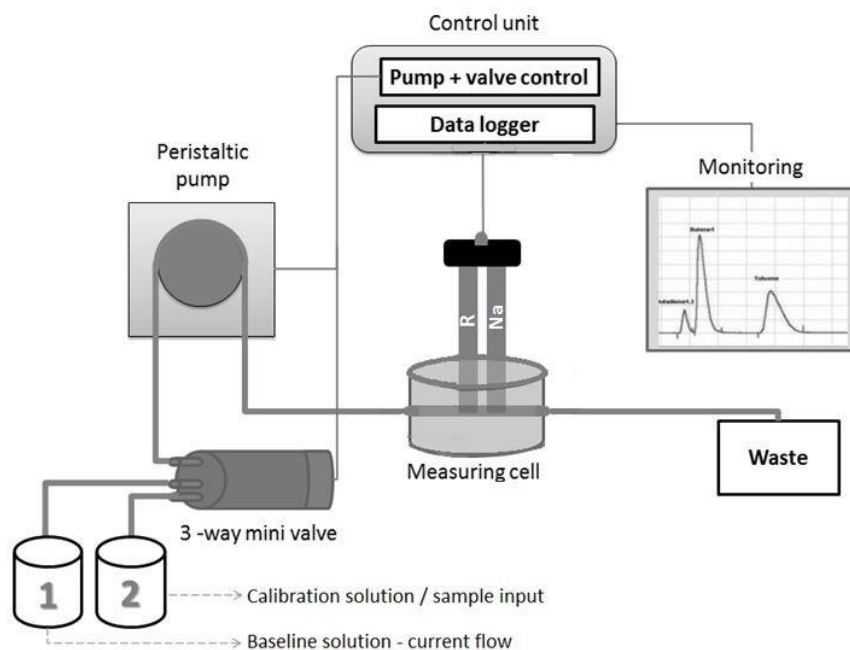 Control unit
Pump + valve control
Data logger
Peristaltic
pump
Monitoring
Toluene
R
Na
Measuring cell
Waste
3 -way mini valve
1
2
Calibration solution / sample input
Baseline solution - current flow